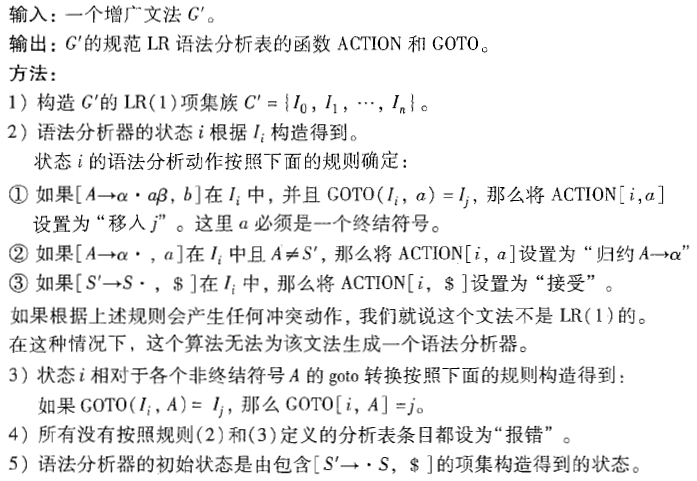 输入：一个增广文法 G′。
输出：G′的规范 LR 语法分析表的函数 ACTION 和 GOTO。
方法：
1）构造 G′的 LR(1)项集族 C′ = {I₀, I₁, ⋯, Iₙ}。
2）语法分析器的状态 i 根据 Iᵢ 构造得到。
状态 i 的语法分析动作按照下面的规则确定：
① 如果[A→α·aβ, b]在 Iᵢ 中，并且 GOTO(Iᵢ, a) = Iⱼ, 那么将 ACTION[i,a]
设置为“移入 j”。这里 a 必须是一个终结符号。
② 如果[A→α·, a]在 Iᵢ 中且 A≠S′，那么将 ACTION[i, a]设置为“归约 A→α”
③ 如果[S′→S·, $]在 Iᵢ 中，那么将 ACTION[i, $]设置为“接受”。
如果根据上述规则会产生任何冲突动作，我们就说这个文法不是 LR(1)的。
在这种情况下，这个算法无法为该文法生成一个语法分析器。
3）状态 i 相对于各个非终结符号 A 的 goto 转换按照下面的规则构造得到：
如果 GOTO(Iᵢ, A) = Iⱼ, 那么 GOTO[i, A] =j。
4）所有没有按照规则(2)和(3)定义的分析表条目都设为“报错”。
5）语法分析器的初始状态是由包含[S′→·S, $]的项集构造得到的状态。